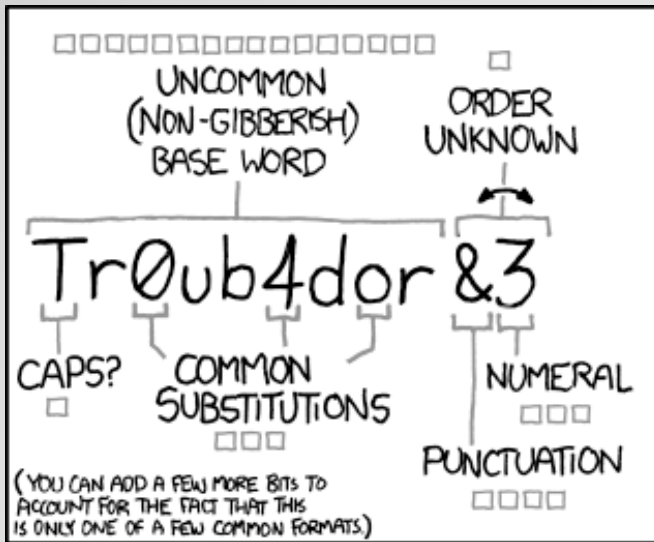 UNCOMMON
(NON-GIBBERISH)
BASE WORD
ORDER
UNKNOWN
Tr0ub4dor &3
CAPS?
COMMON
SUBSTITUTIONS
NUMERAL
PUNCTUATION
(YOU CAN ADD A FEW MORE BITS TO
ACCOUNT FOR THE FACT THAT THIS
IS ONLY ONE OF A FEW COMMON FORMATS.)